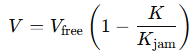 V = V_free ( 1 − K / K_jam )